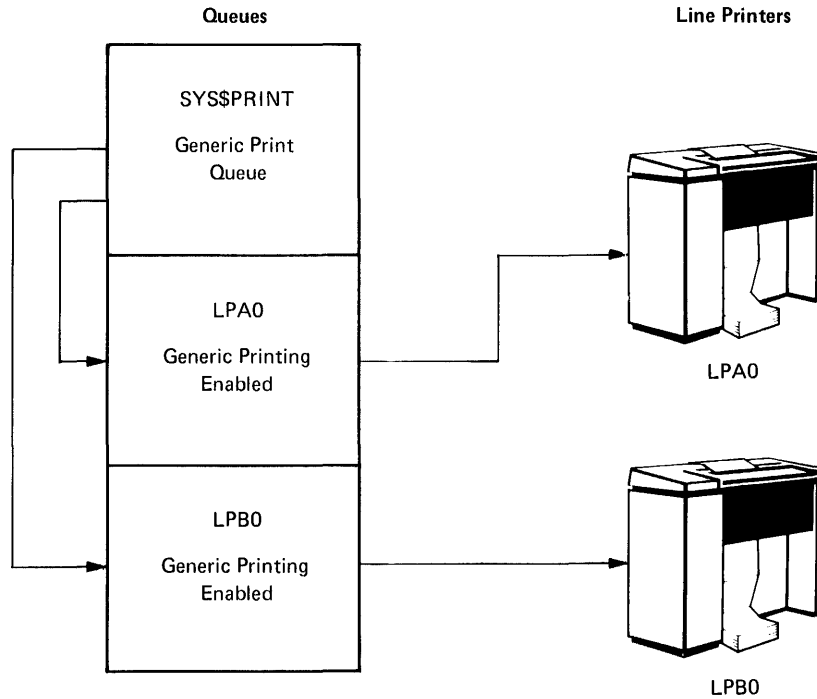 Queues
Line Printers
SYS$PRINT
Generic Print
Queue
LPA0
Generic Printing
Enabled
LPA0
LPB0
Generic Printing
Enabled
LPB0